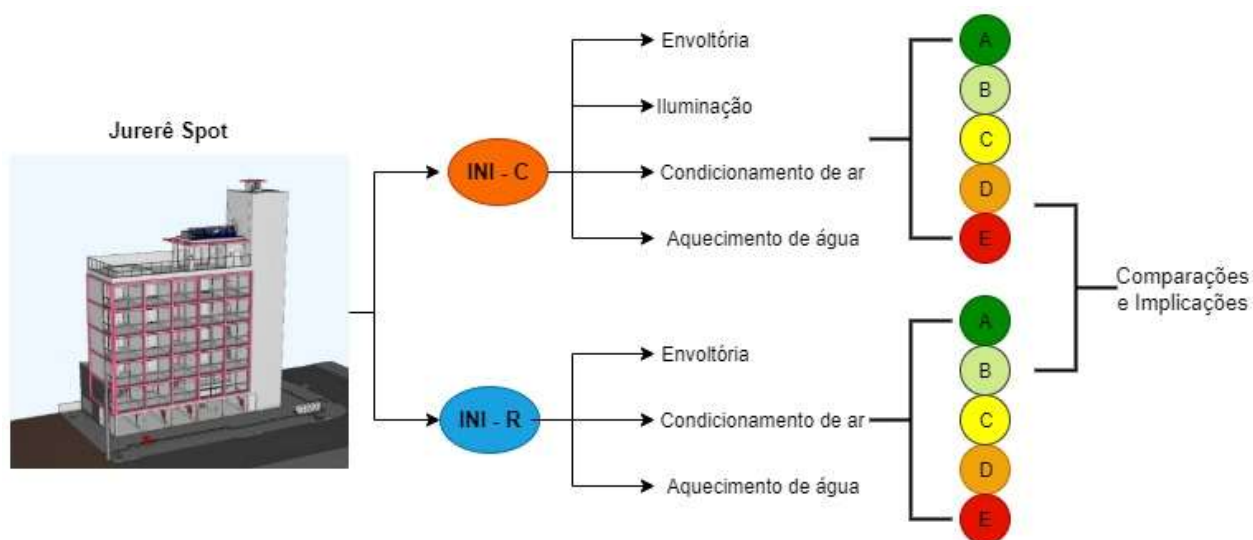 Jurerê Spot
INI - C
Envoltória
Iluminação
Condicionamento de ar
Aquecimento de água
A
B
C
D
E
INI - R
Envoltória
Condicionamento de ar
Aquecimento de água
A
B
C
D
E
Comparações
e Implicações